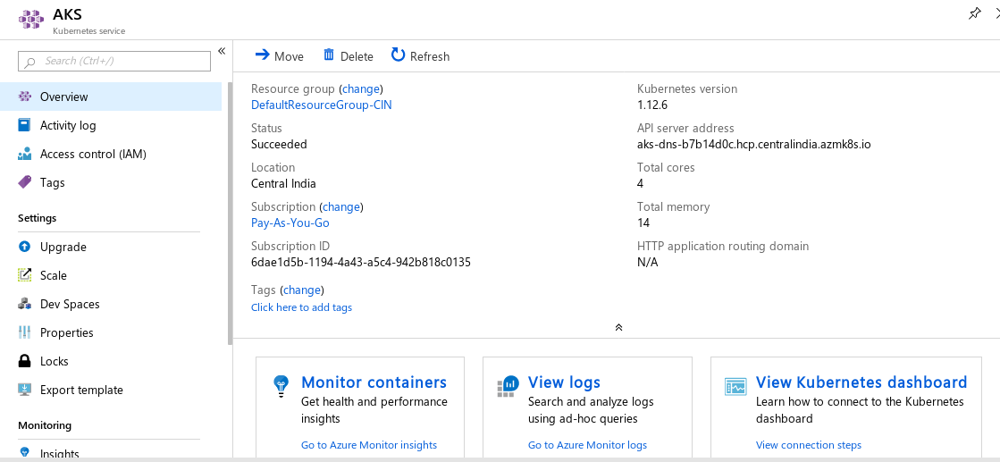 AKS
Kubernetes service
Search (Ctrl+/)
Overview
Activity log
Access control (IAM)
Tags
Settings
Upgrade
Scale
Dev Spaces
Properties
Locks
Export template
Monitoring
Insights
Move
Delete
Refresh
Resource group (change)
DefaultResourceGroup-CIN
Status
Succeeded
Location
Central India
Subscription (change)
Pay-As-You-Go
Subscription ID
6dae1d5b-1194-4a43-a5c4-942b818c0135
Tags (change)
Click here to add tags
Kubernetes version
1.12.6
API server address
aks-dns-b7b14d0c.hcp.centralindia.azmk8s.io
Total cores
4
Total memory
14
HTTP application routing domain
N/A
Monitor containers
Get health and performance
insights
Go to Azure Monitor insights
View logs
Search and analyze logs
using ad-hoc queries
Go to Azure Monitor logs
View Kubernetes dashboard
Learn how to connect to the Kubernetes
dashboard
View connection steps